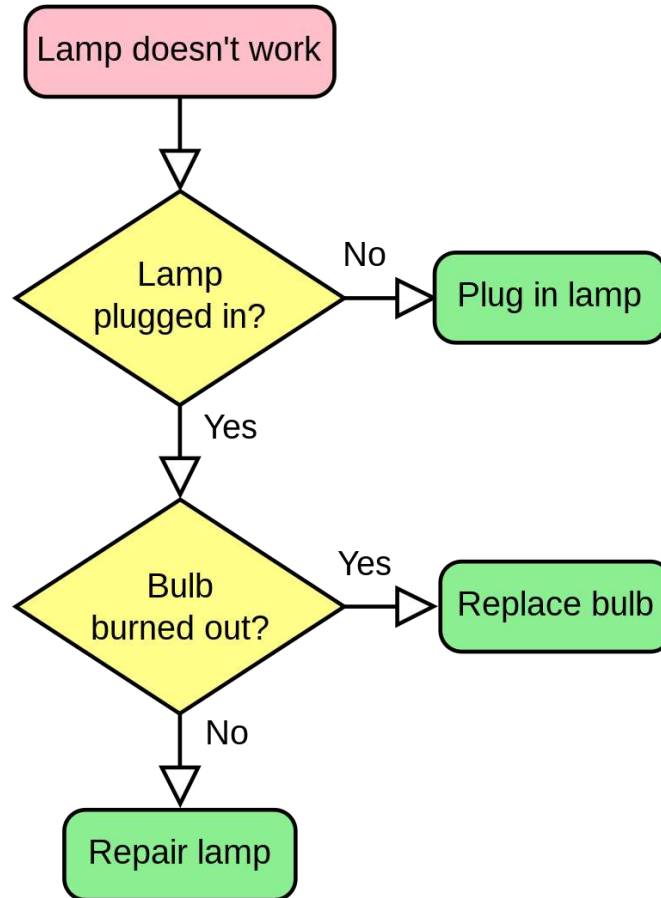 Lamp doesn't work
Lamp
plugged in?
No
Plug in lamp
Yes
Bulb
burned out?
Yes
Replace bulb
No
Repair lamp